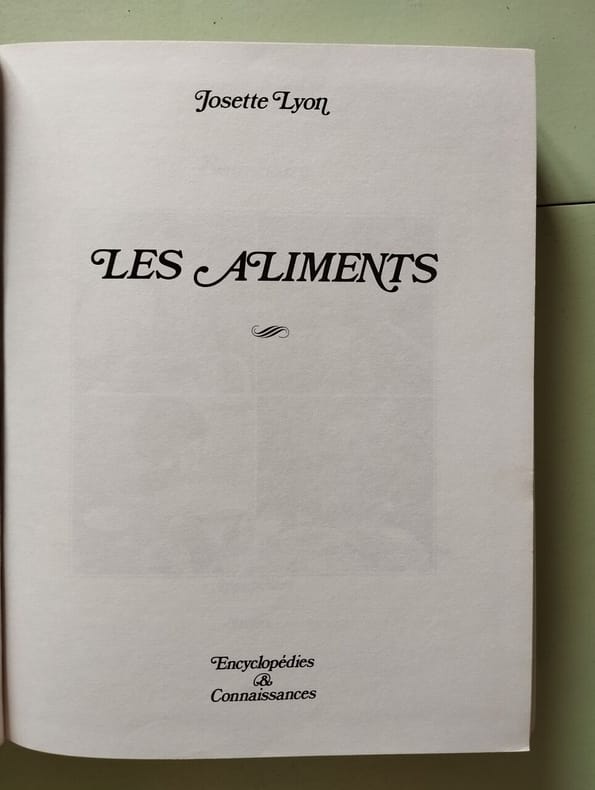 Josette Lyon
LES ALIMENTS
Encyclopédies
&
Connaissances